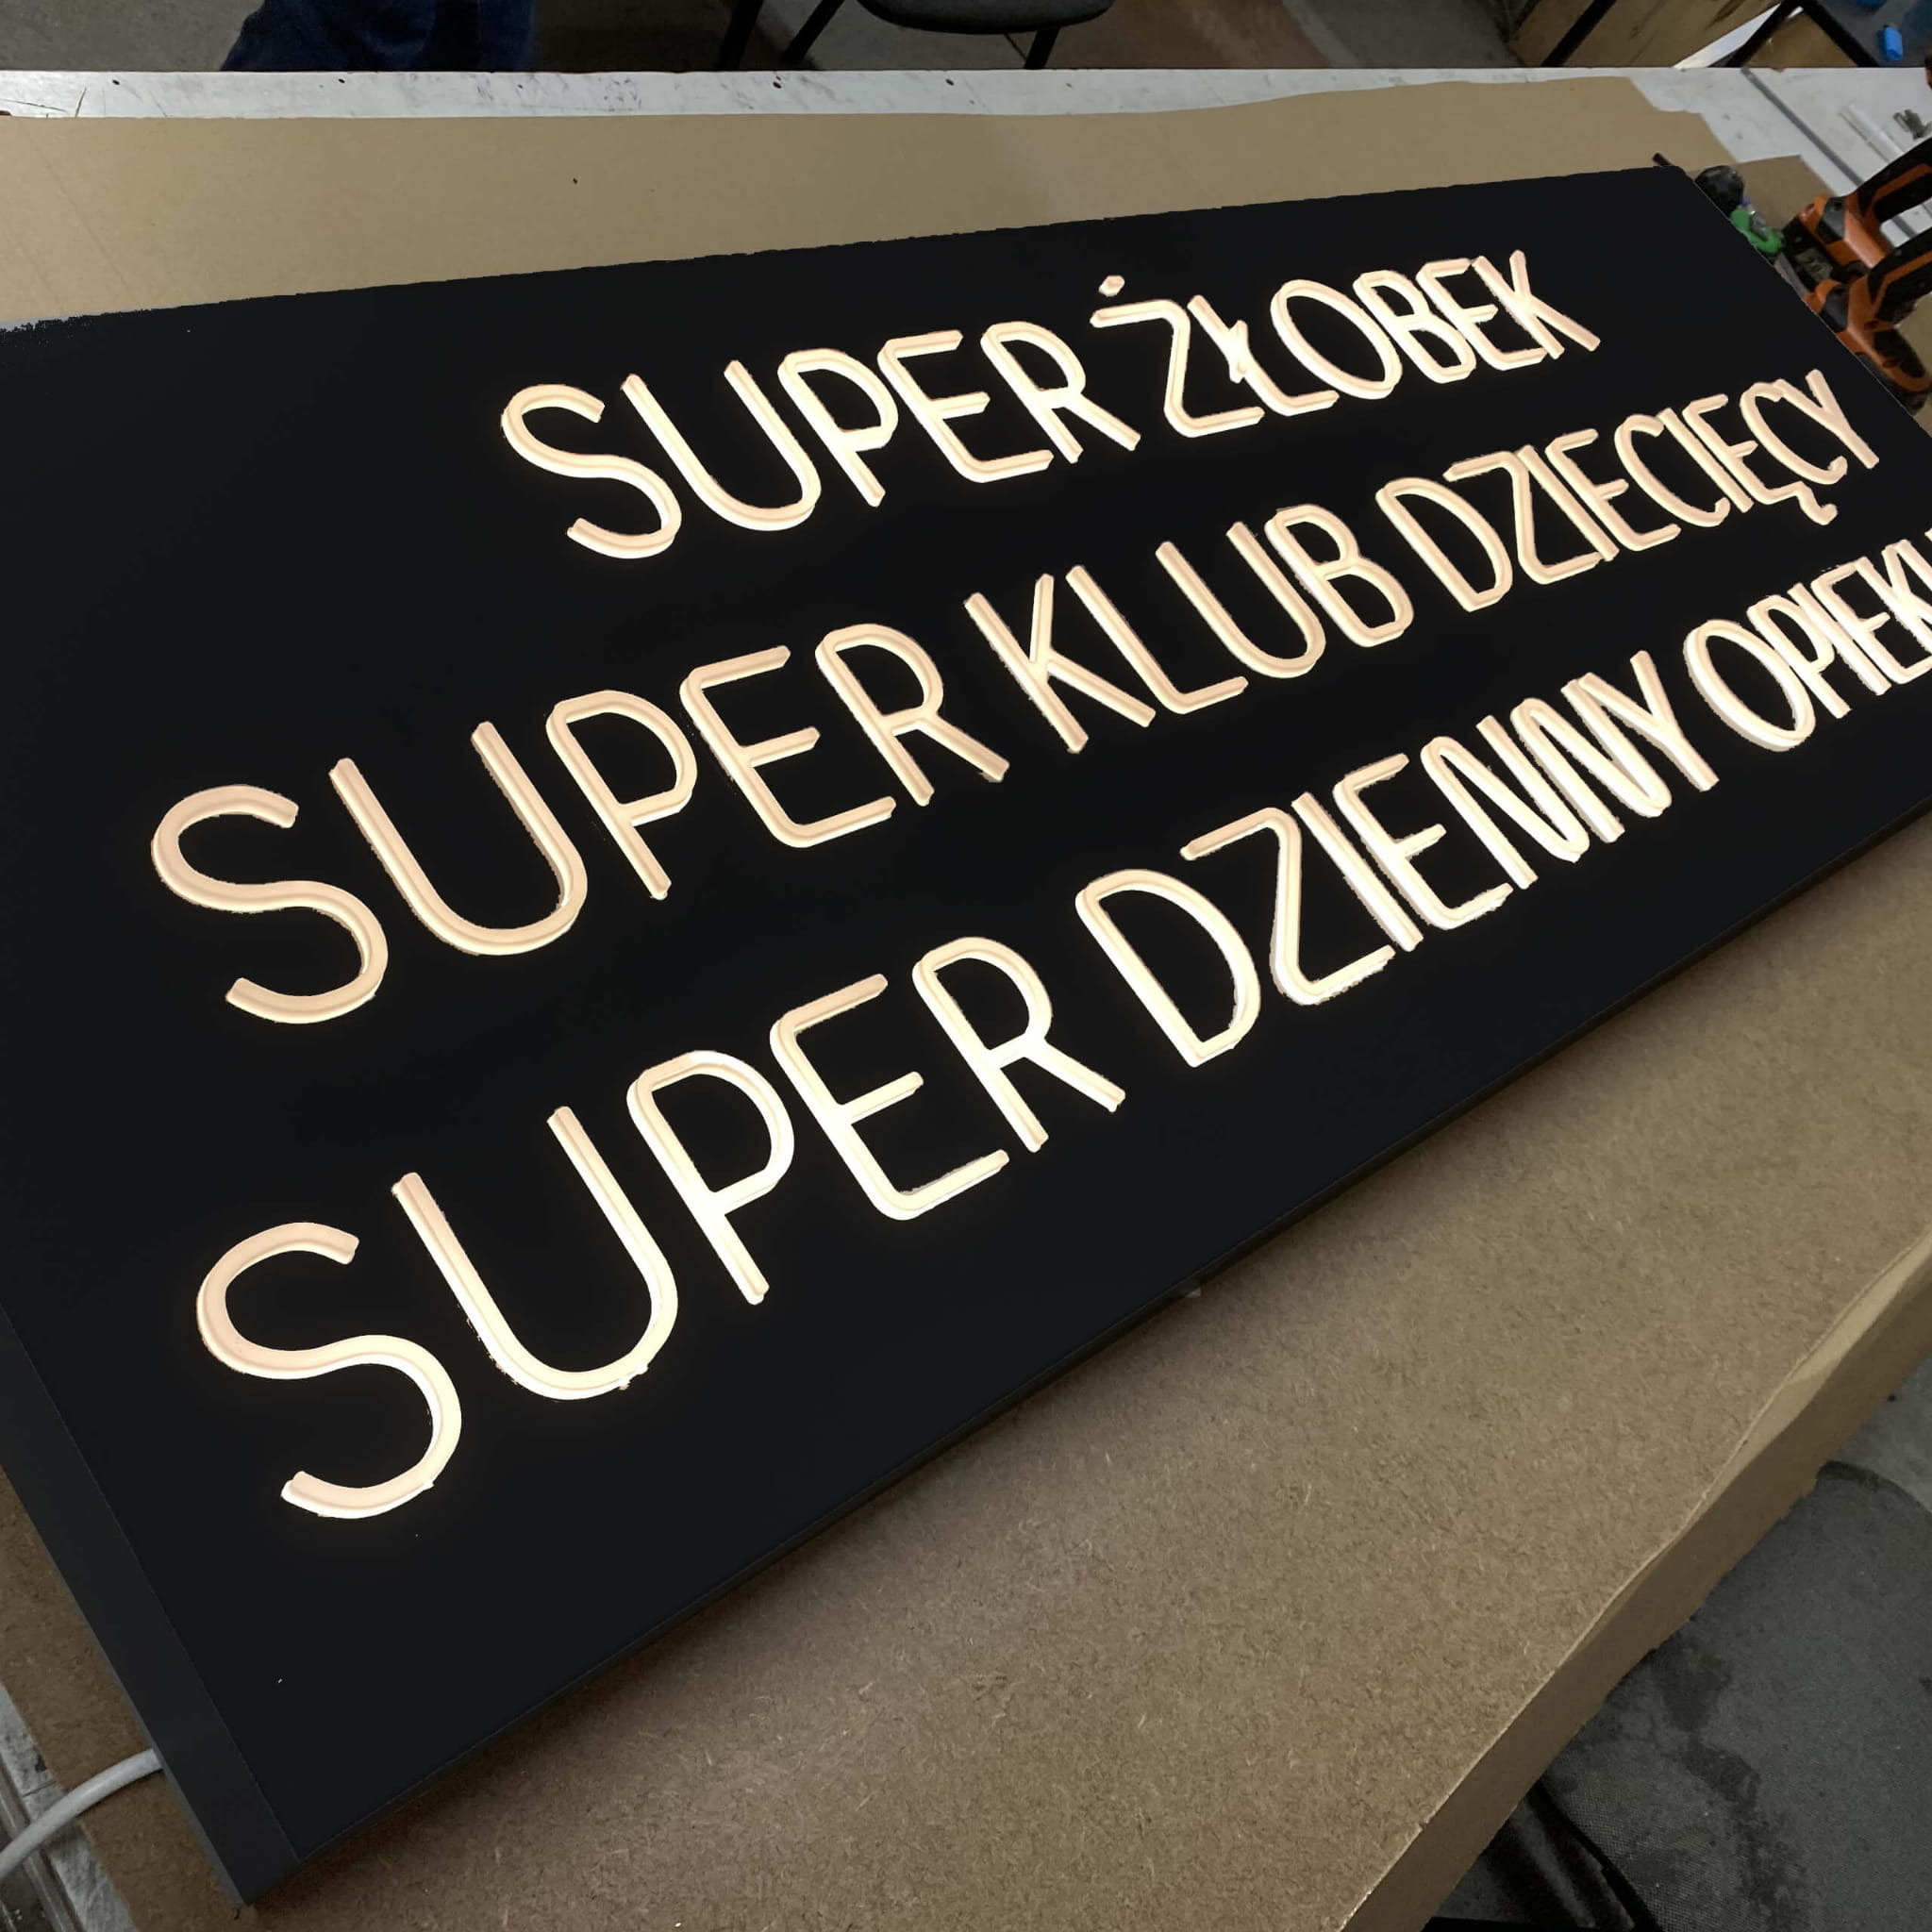 SUPER ŻŁOBEK
SUPER KLUB DZIECIĘCY
SUPER DZIENNY